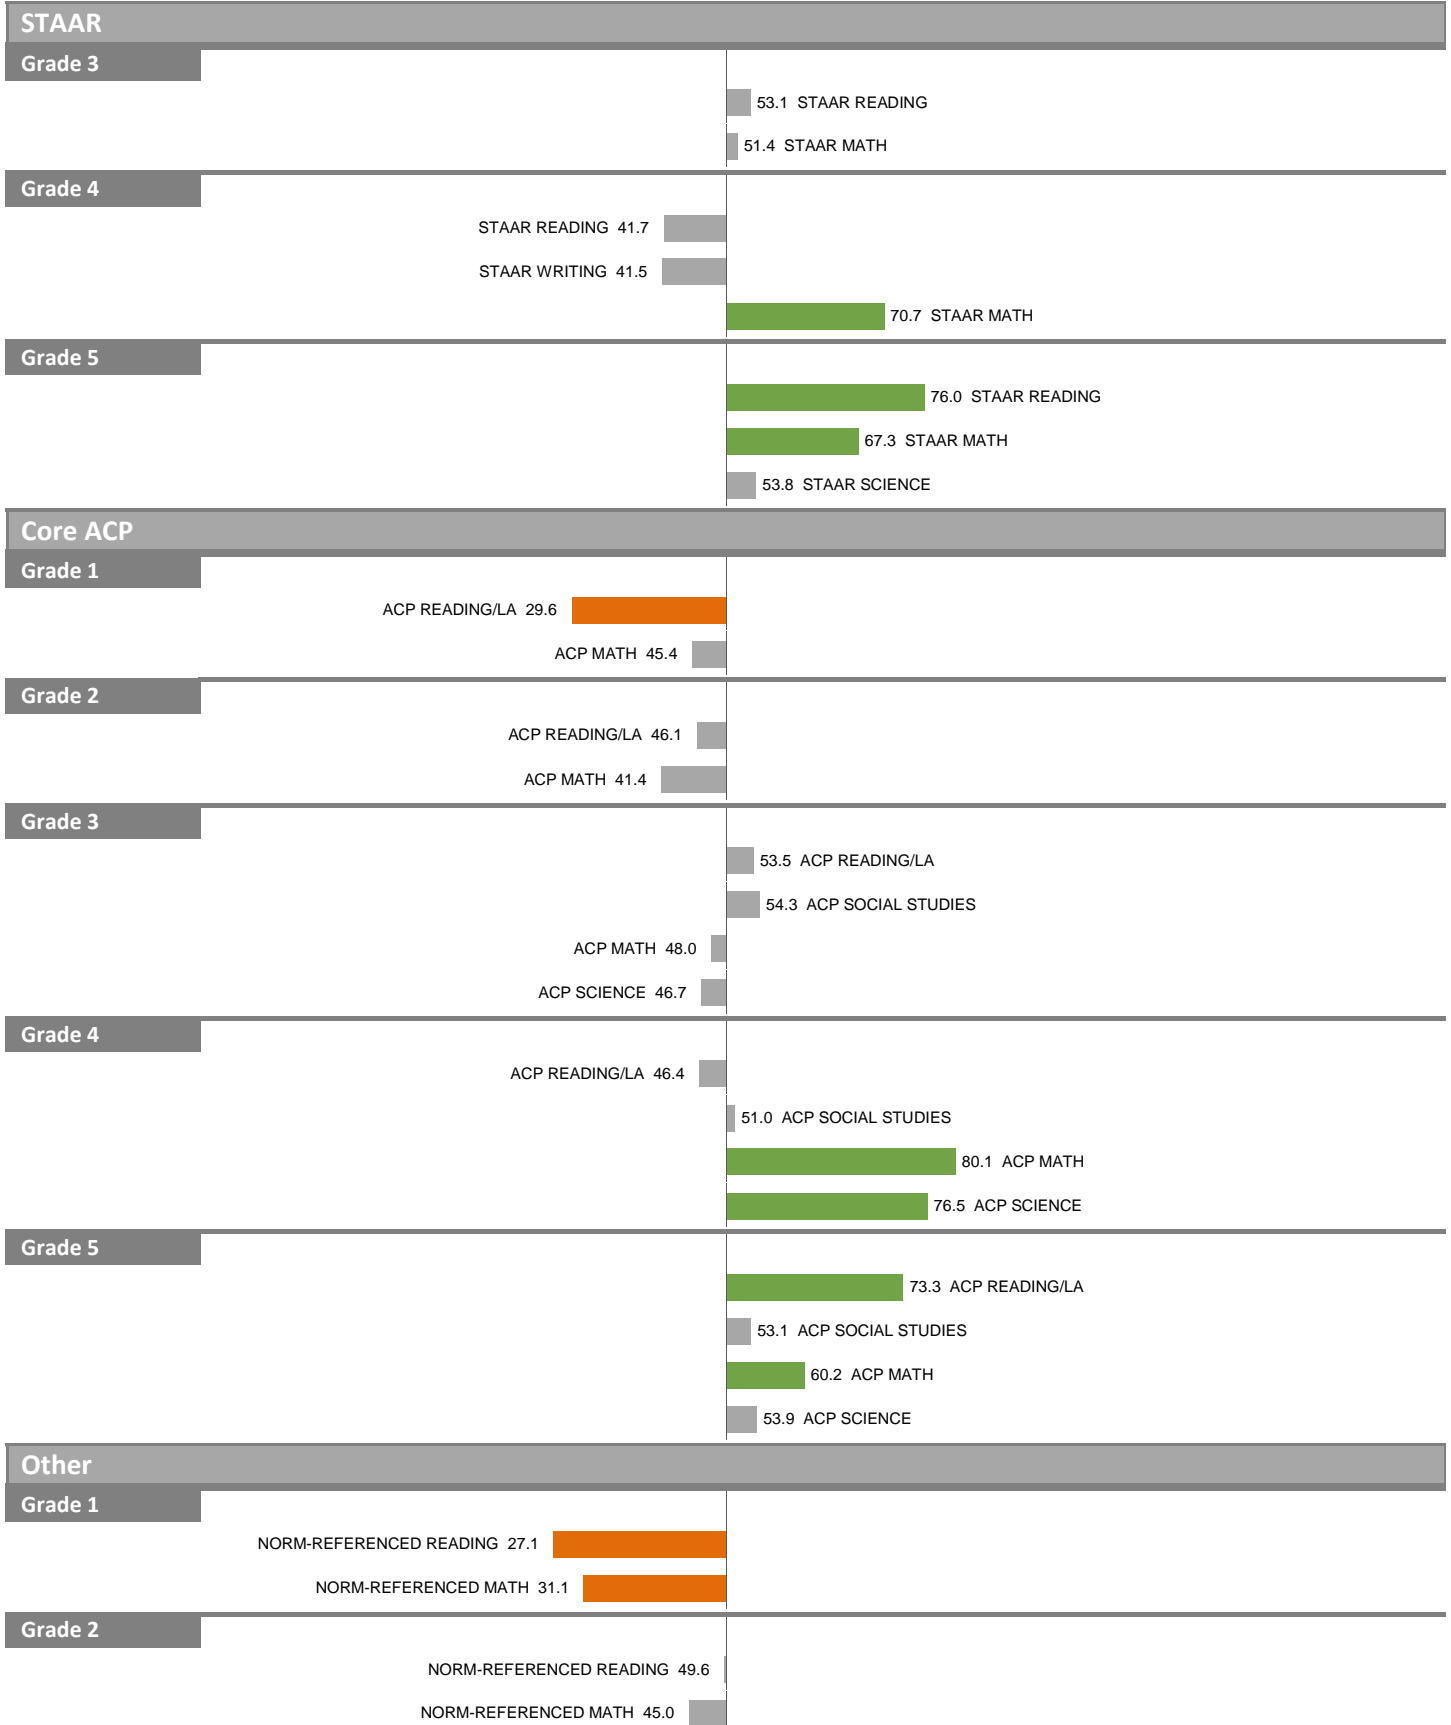 STAAR
Grade 3
53.1 STAAR READING
51.4 STAAR MATH
Grade 4
STAAR READING 41.7
STAAR WRITING 41.5
70.7 STAAR MATH
Grade 5
76.0 STAAR READING
67.3 STAAR MATH
53.8 STAAR SCIENCE
Core ACP
Grade 1
ACP READING/LA 29.6
ACP MATH 45.4
Grade 2
ACP READING/LA 46.1
ACP MATH 41.4
Grade 3
53.5 ACP READING/LA
54.3 ACP SOCIAL STUDIES
ACP MATH 48.0
ACP SCIENCE 46.7
Grade 4
ACP READING/LA 46.4
51.0 ACP SOCIAL STUDIES
80.1 ACP MATH
76.5 ACP SCIENCE
Grade 5
73.3 ACP READING/LA
53.1 ACP SOCIAL STUDIES
60.2 ACP MATH
53.9 ACP SCIENCE
Other
Grade 1
NORM-REFERENCED READING 27.1
NORM-REFERENCED MATH 31.1
Grade 2
NORM-REFERENCED READING 49.6
NORM-REFERENCED MATH 45.0